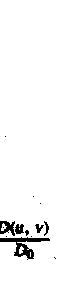 D(u, v)
D₀